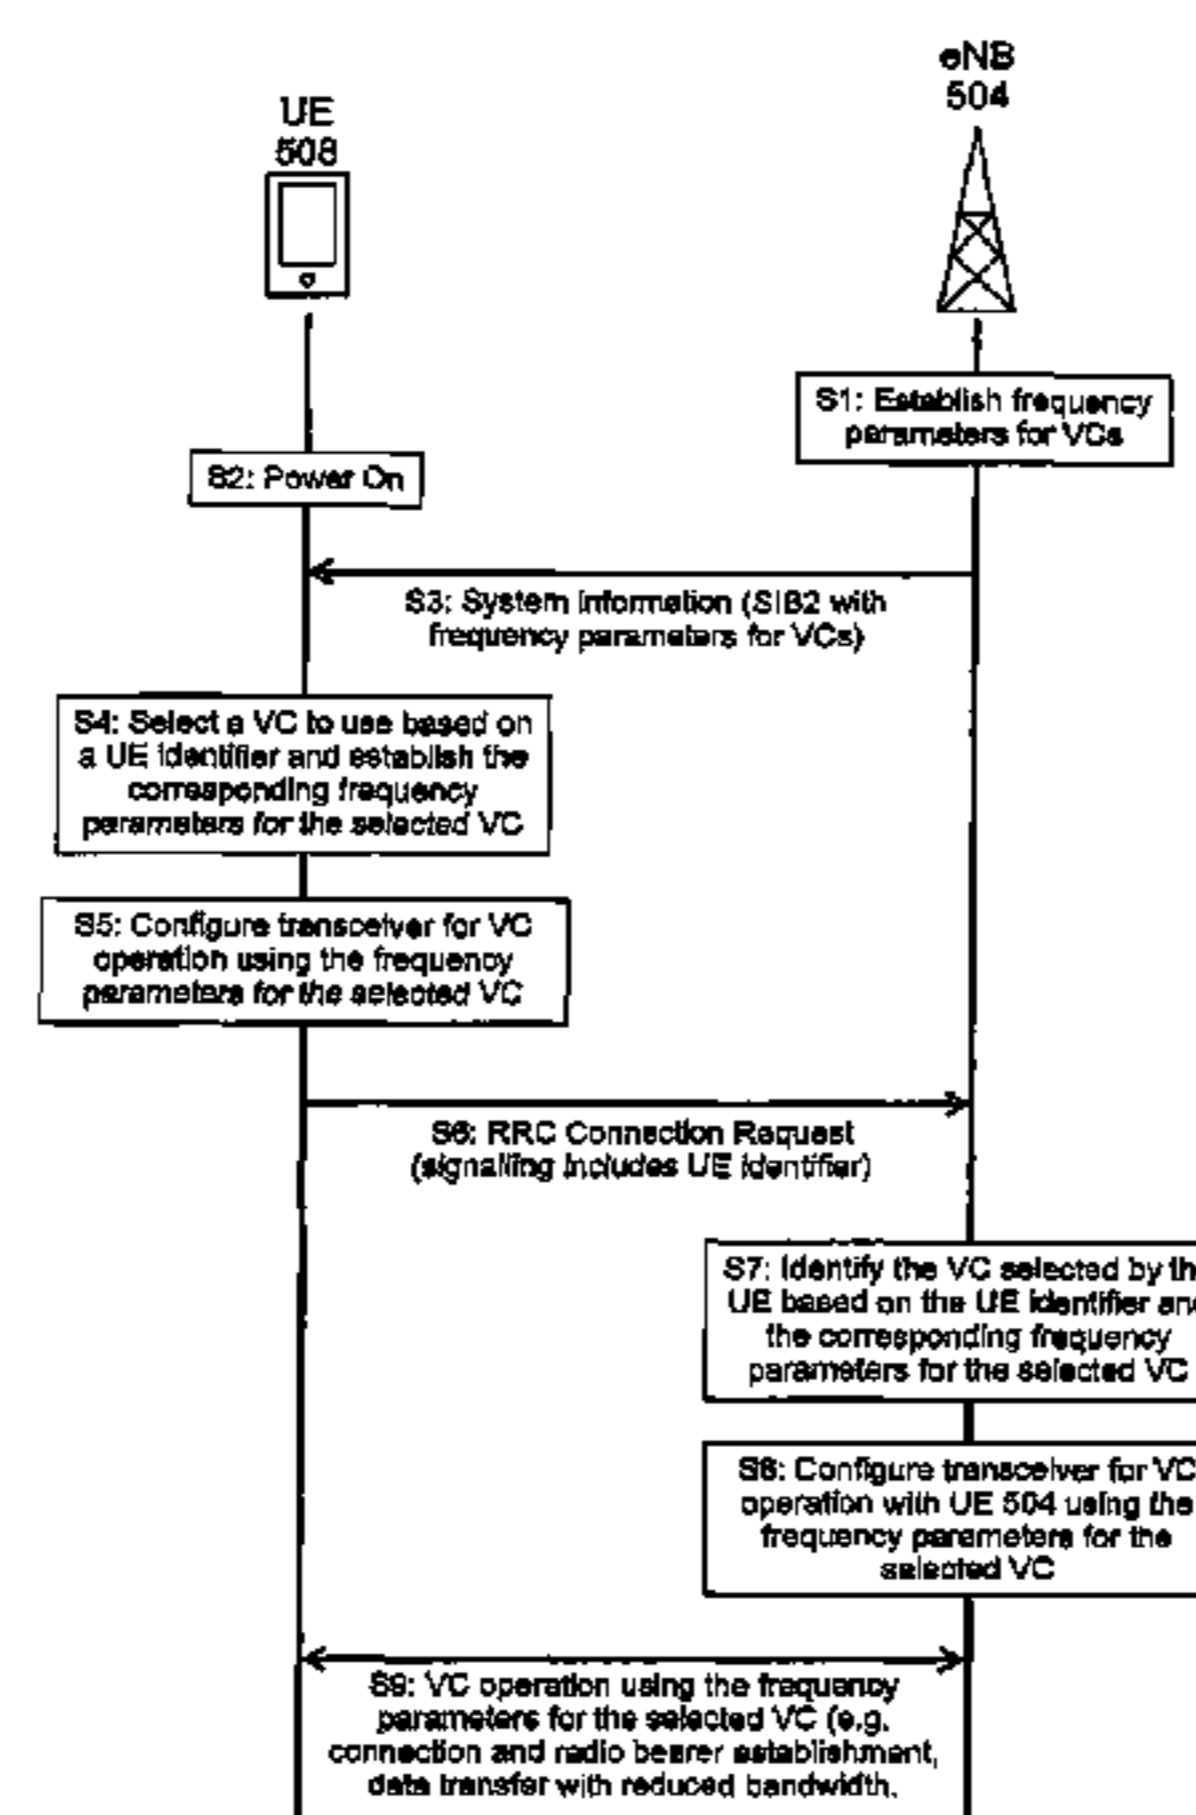 eNB
504
UE
508
S1: Establish frequency
parameters for VCs
S2: Power On
S3: System Information (SIB2 with
frequency parameters for VCs)
S4: Select a VC to use based on
a UE identifier and establish the
corresponding frequency
parameters for the selected VC
S5: Configure transceiver for VC
operation using the frequency
parameters for the selected VC
S6: RRC Connection Request
(signalling includes UE identifier)
S7: Identify the VC selected by the
UE based on the UE identifier and
the corresponding frequency
parameters for the selected VC
S8: Configure transceiver for VC
operation with UE 504 using the
frequency parameters for the
selected VC
S9: VC operation using the frequency
parameters for the selected VC (e.g.
connection and radio bearer establishment,
data transfer with reduced bandwidth.